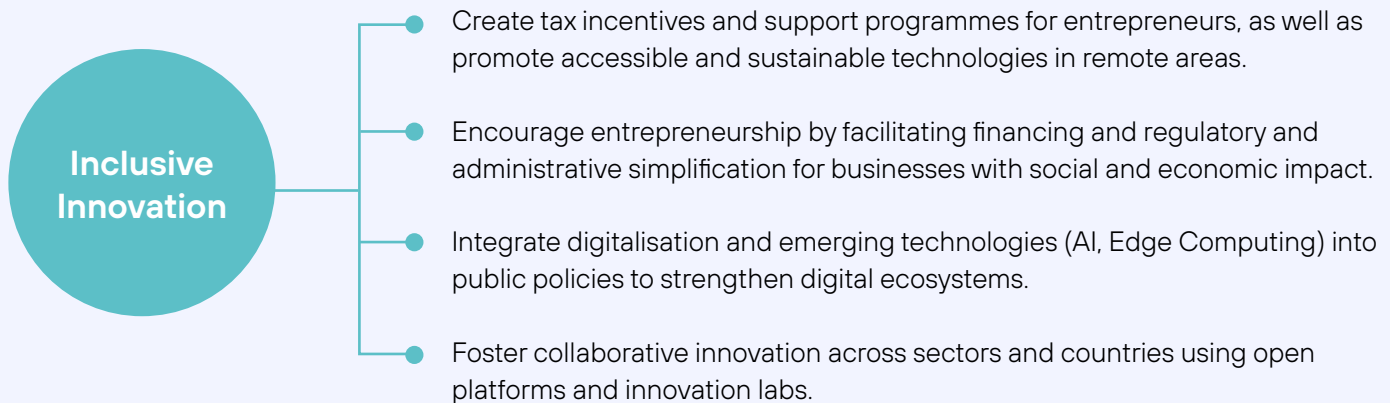 Inclusive
Innovation
Create tax incentives and support programmes for entrepreneurs, as well as
promote accessible and sustainable technologies in remote areas.
Encourage entrepreneurship by facilitating financing and regulatory and
administrative simplification for businesses with social and economic impact.
Integrate digitalisation and emerging technologies (AI, Edge Computing) into
public policies to strengthen digital ecosystems.
Foster collaborative innovation across sectors and countries using open
platforms and innovation labs.